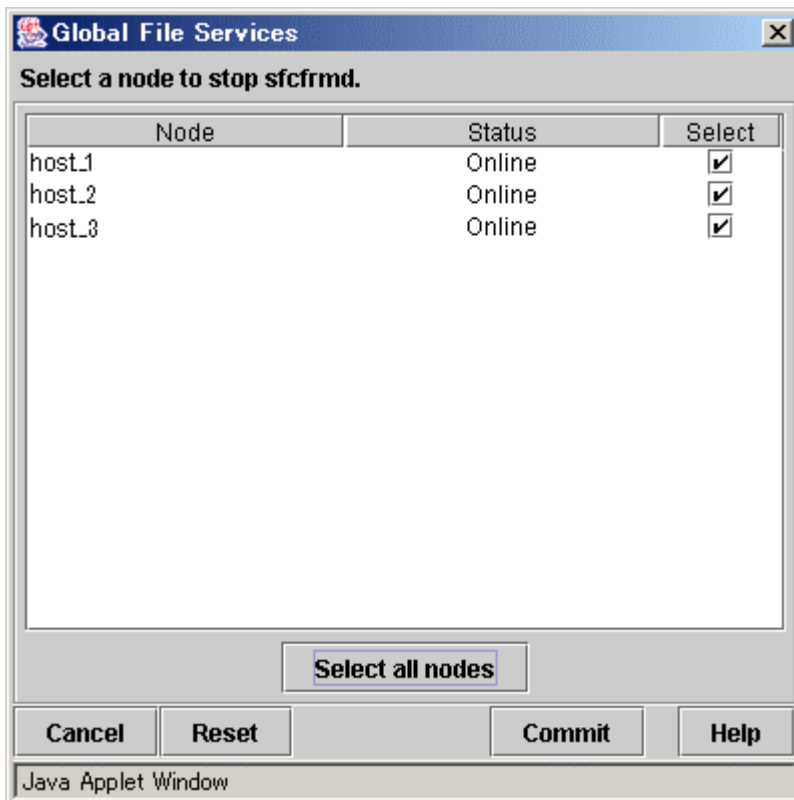 Global File Services
Select a node to stop sfcfrmd.
Node Status Select
host_1 Online
host_2 Online
host_3 Online
Select all nodes
Cancel Reset Commit Help
Java Applet Window